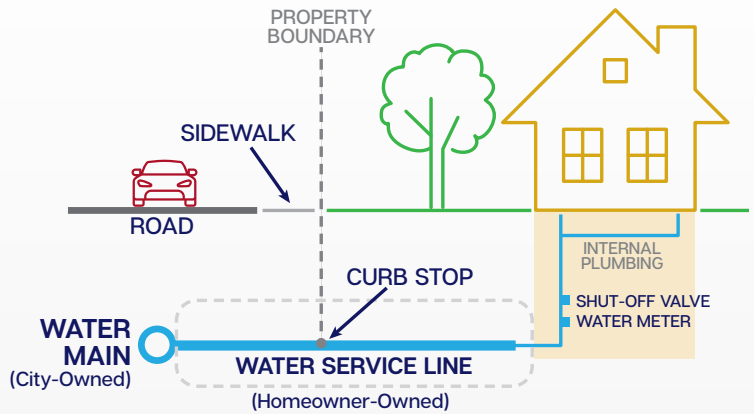 PROPERTY
BOUNDARY
SIDEWALK
ROAD
INTERNAL
PLUMBING
CURB STOP
SHUT-OFF VALVE
WATER METER
WATER
MAIN
(City-Owned)
WATER SERVICE LINE
(Homeowner-Owned)